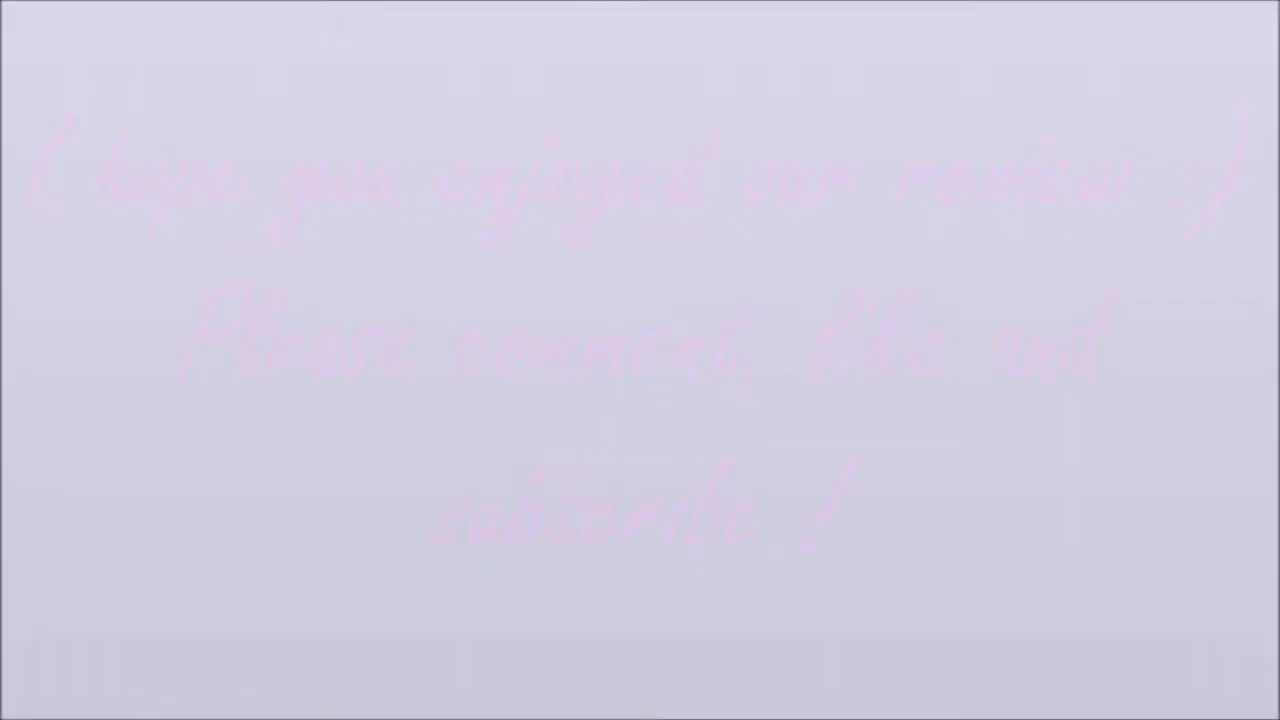 I hope you enjoyed our review :)
Please comment, like and
subscribe !